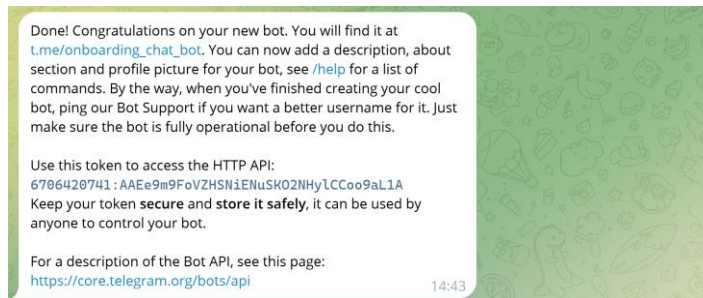 Done! Congratulations on your new bot. You will find it at
t.me/onboarding_chat_bot. You can now add a description, about
section and profile picture for your bot, see /help for a list of
commands. By the way, when you've finished creating your cool
bot, ping our Bot Support if you want a better username for it. Just
make sure the bot is fully operational before you do this.
Use this token to access the HTTP API:
6706420741:AAEe9m9FoVZHSNiENuSKO2NHylCCoo9aL1A
Keep your token secure and store it safely, it can be used by
anyone to control your bot.
For a description of the Bot API, see this page:
https://core.telegram.org/bots/api
14:43